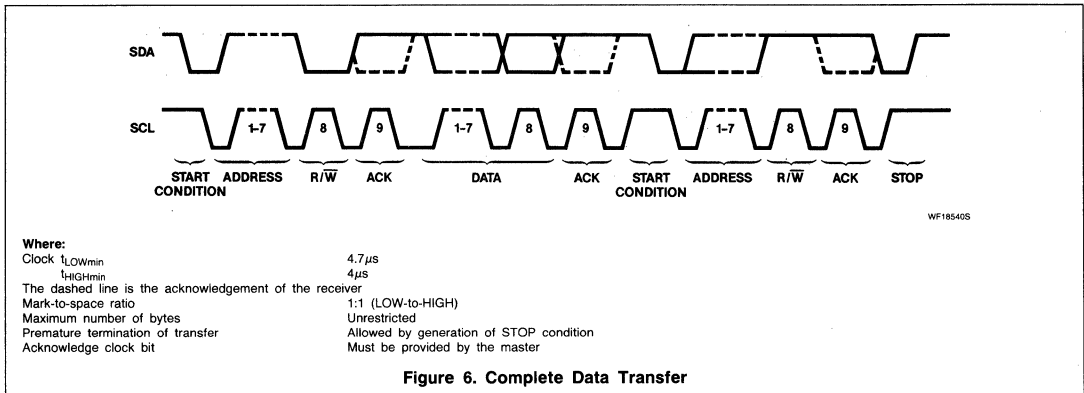 SDA
SCL
1–7 8 9 1–7 8 9 1–7 8 9
START CONDITION ADDRESS R/W̅ ACK DATA ACK START CONDITION ADDRESS R/W̅ ACK STOP
WF18540S
Where:
Clock tLOWmin 4.7μs
tHIGHmin 4μs
The dashed line is the acknowledgement of the receiver
Mark-to-space ratio 1:1 (LOW-to-HIGH)
Maximum number of bytes Unrestricted
Premature termination of transfer Allowed by generation of STOP condition
Acknowledge clock bit Must be provided by the master
Figure 6. Complete Data Transfer